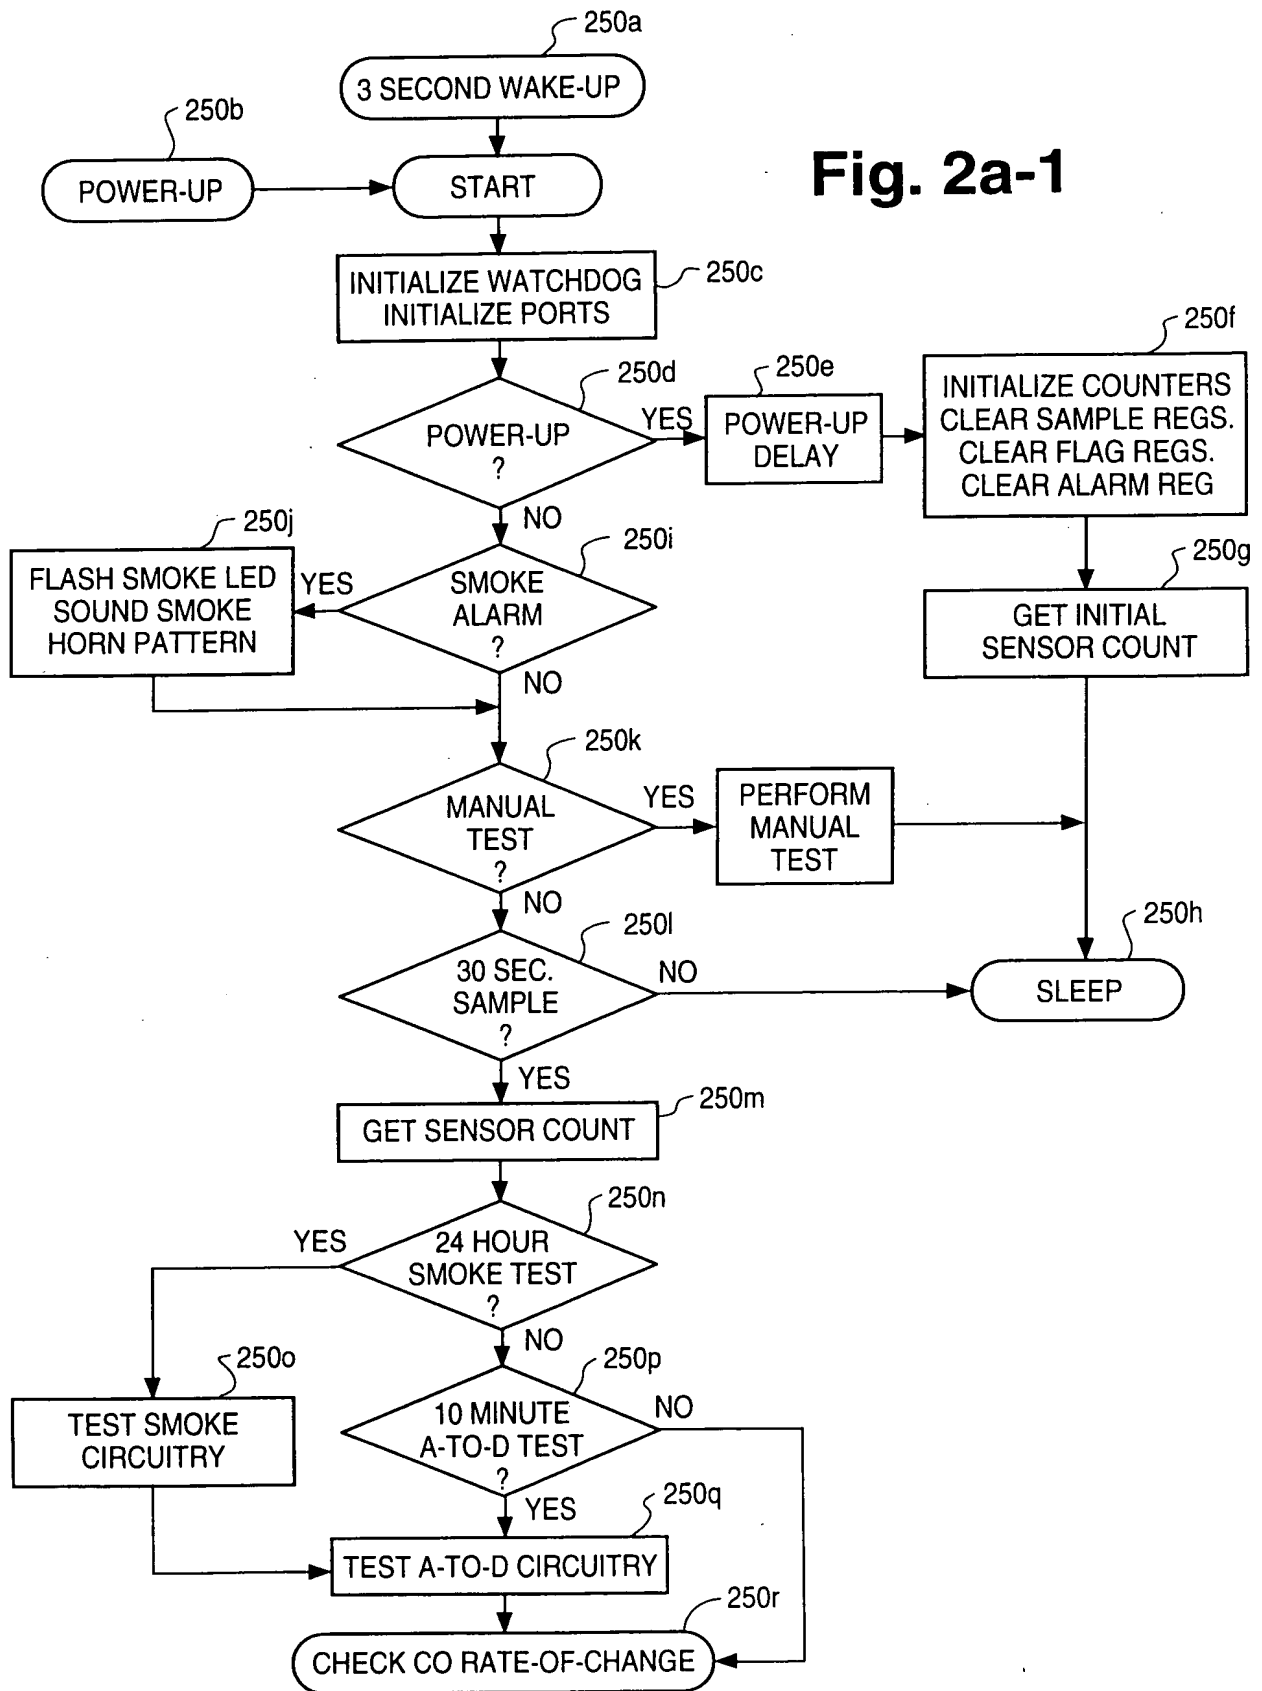 250a
3 SECOND WAKE-UP
250b
POWER-UP
START
Fig. 2a-1
INITIALIZE WATCHDOG
INITIALIZE PORTS
250c
250d
POWER-UP
?
YES
NO
250e
POWER-UP
DELAY
250f
INITIALIZE COUNTERS
CLEAR SAMPLE REGS.
CLEAR FLAG REGS.
CLEAR ALARM REG
250g
GET INITIAL
SENSOR COUNT
250j
FLASH SMOKE LED
SOUND SMOKE
HORN PATTERN
YES
250i
SMOKE
ALARM
?
NO
250k
MANUAL
TEST
?
YES
PERFORM
MANUAL
TEST
NO
250l
30 SEC.
SAMPLE
?
NO
250h
SLEEP
YES
250m
GET SENSOR COUNT
250n
24 HOUR
SMOKE TEST
?
YES
NO
250o
TEST SMOKE
CIRCUITRY
250p
10 MINUTE
A-TO-D TEST
?
NO
YES
250q
TEST A-TO-D CIRCUITRY
250r
CHECK CO RATE-OF-CHANGE